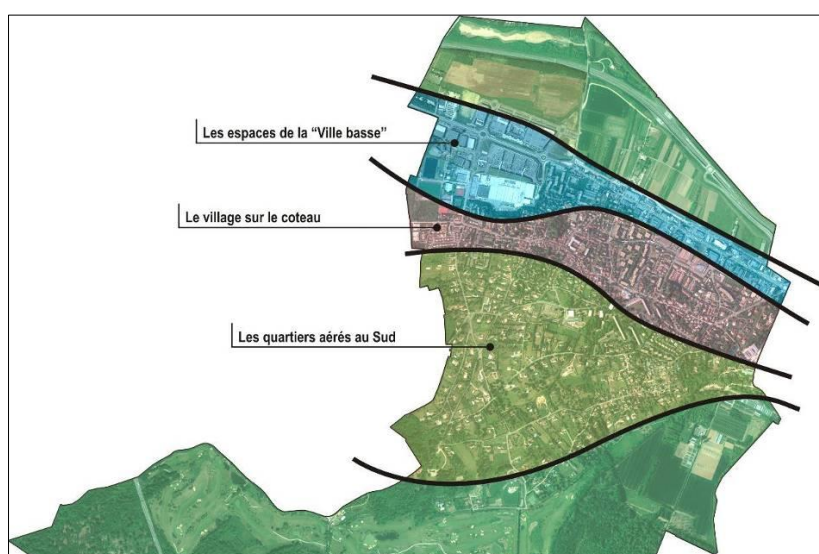 Les espaces de la “Ville basse”
Le village sur le coteau
Les quartiers aérés au Sud